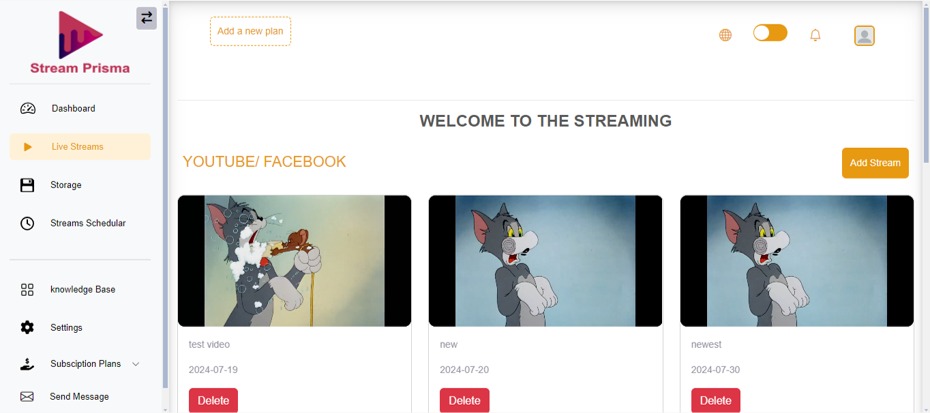 Stream Prisma
Dashboard
Live Streams
Storage
Streams Schedular
knowledge Base
Settings
Subsciption Plans
Send Message
Add a new plan
WELCOME TO THE STREAMING
YOUTUBE/ FACEBOOK
Add Stream
test video
2024-07-19
Delete
new
2024-07-20
Delete
newest
2024-07-30
Delete